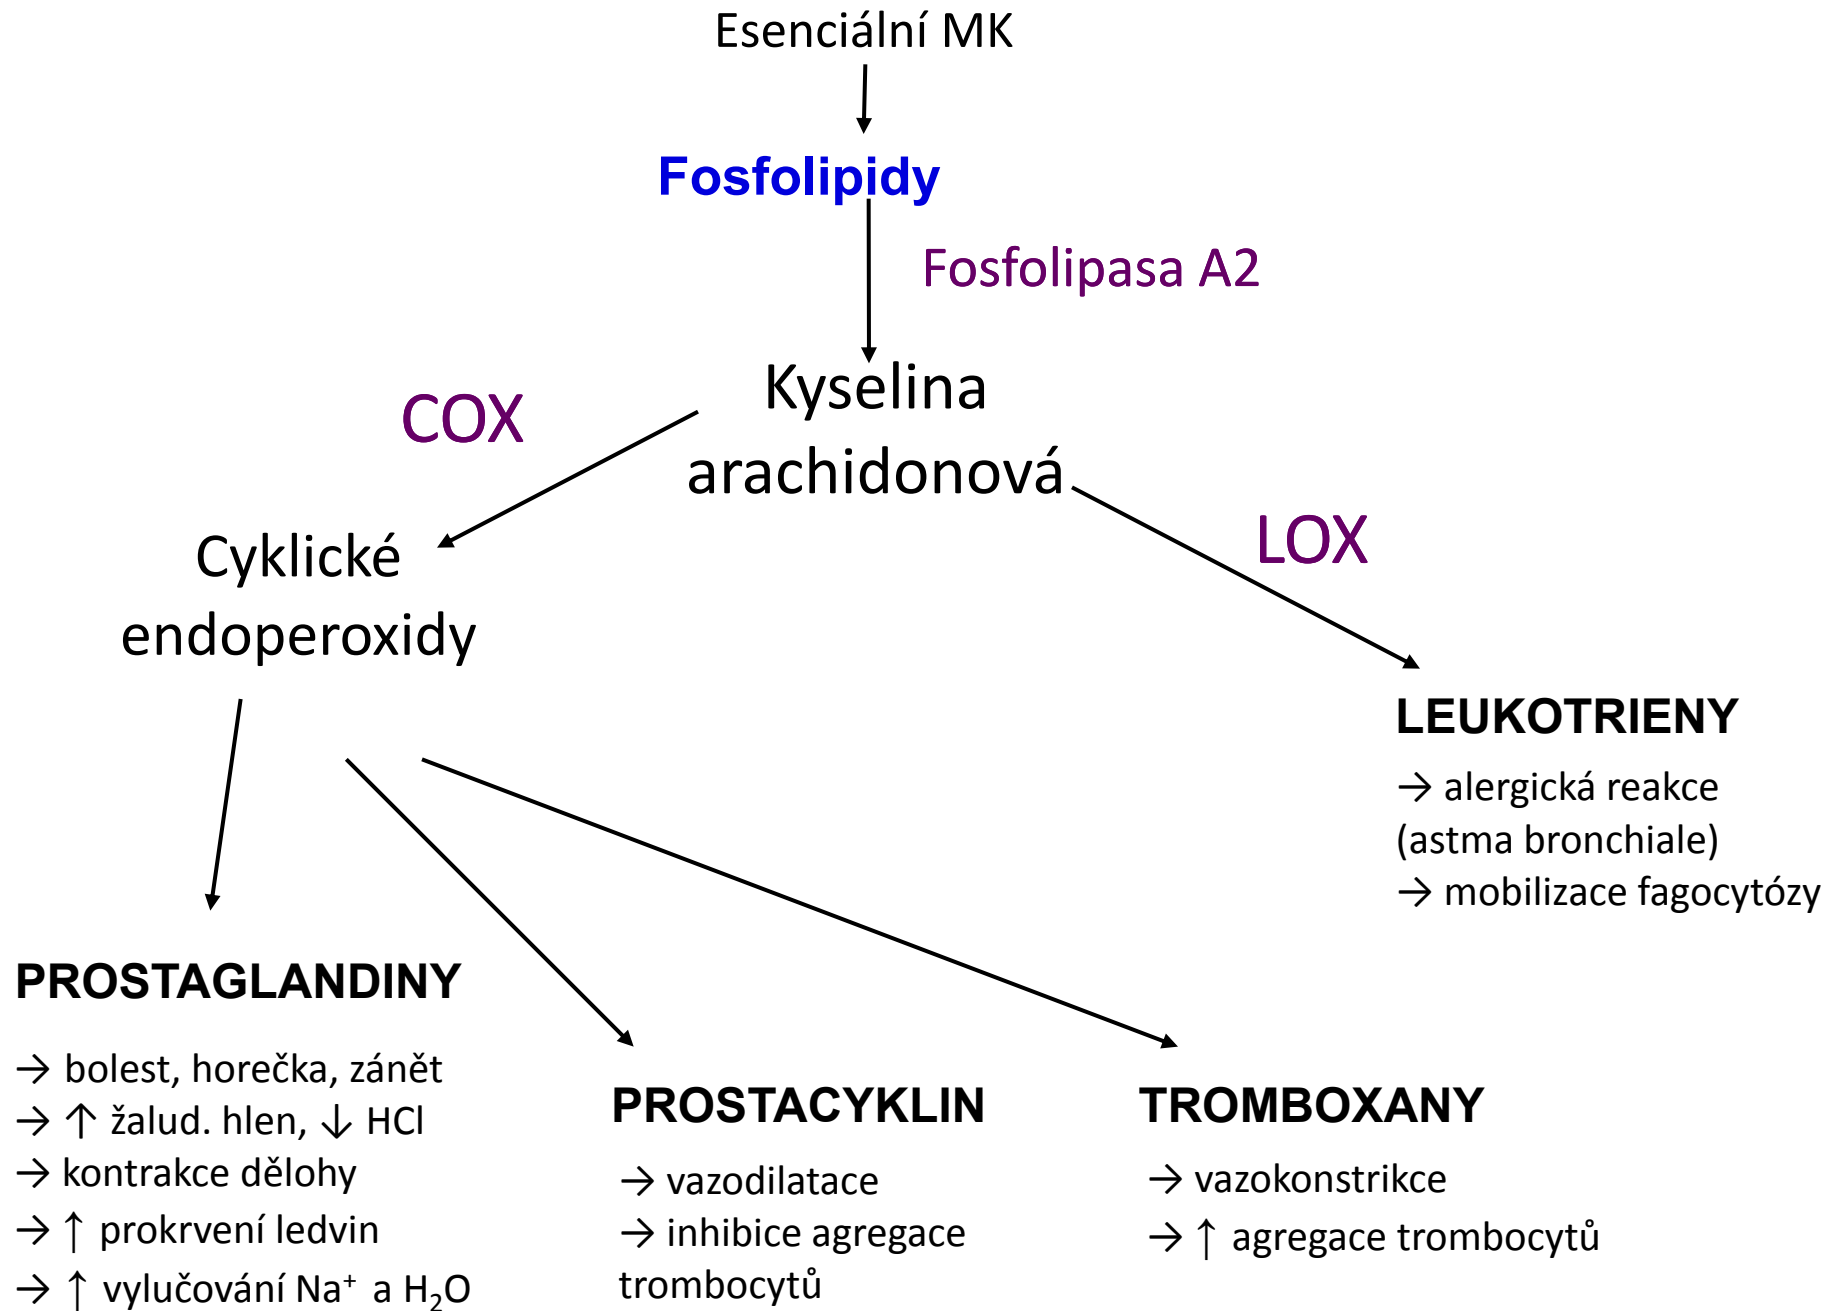 Esenciální MK
Fosfolipidy
Fosfolipasa A2
Kyselina
arachidonová
COX
LOX
Cyklické
endoperoxidy
LEUKOTRIENY
→ alergická reakce
(astma bronchiale)
→ mobilizace fagocytózy
PROSTAGLANDINY
→ bolest, horečka, zánět
→ ↑ žalud. hlen, ↓ HCl
→ kontrakce dělohy
→ ↑ prokrvení ledvin
→ ↑ vylučování Na⁺ a H₂O
PROSTACYKLIN
→ vazodilatace
→ inhibice agregace
trombocytů
TROMBOXANY
→ vazokonstrikce
→ ↑ agregace trombocytů